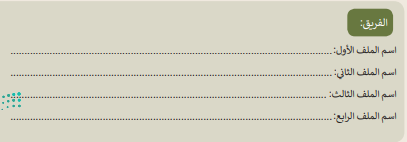 الفريق:
اسم الملف الأول: ........................................................
اسم الملف الثاني: ........................................................
اسم الملف الثالث: ........................................................
اسم الملف الرابع: ........................................................